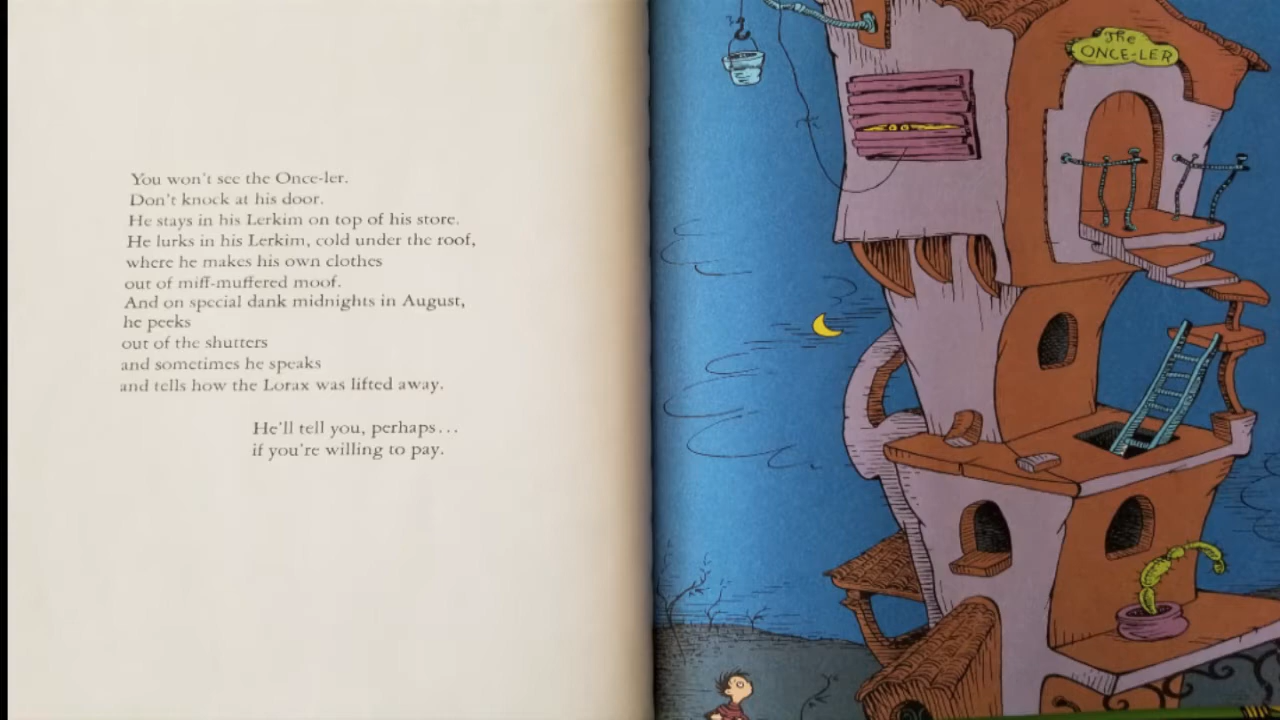 You won't see the Once-ler.
Don't knock at his door.
He stays in his Lerkim on top of his store.
He lurks in his Lerkim, cold under the roof,
where he makes his own clothes
out of miff-muffered moof.
And on special dank midnights in August,
he peeks
out of the shutters
and sometimes he speaks
and tells how the Lorax was lifted away.
He'll tell you, perhaps...
if you're willing to pay.
The
ONCE-LER